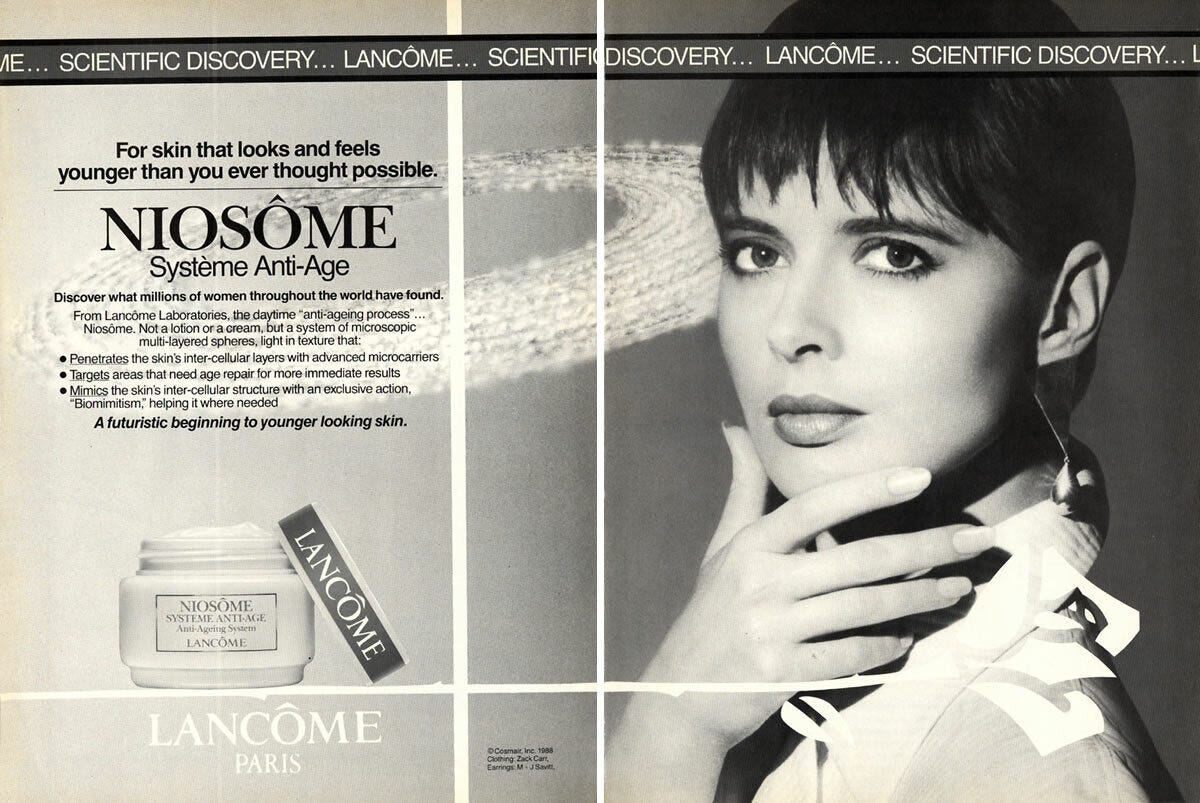 ME... SCIENTIFIC DISCOVERY... LANCÔME... SCIENTIFIC DISCOVERY... LANCÔME... SCIENTIFIC DISCOVERY... L
For skin that looks and feels
younger than you ever thought possible.
NIOSÔME
Système Anti-Age
Discover what millions of women throughout the world have found.
From Lancôme Laboratories, the daytime “anti-ageing process”...
Niosôme. Not a lotion or a cream, but a system of microscopic
multi-layered spheres, light in texture that:
● Penetrates the skin's inter-cellular layers with advanced microcarriers
● Targets areas that need age repair for more immediate results
● Mimics the skin's inter-cellular structure with an exclusive action,
“Biomimitism,” helping it where needed
A futuristic beginning to younger looking skin.
NIOSÔME
SYSTEME ANTI-AGE
Anti-Ageing System
LANCÔME
LANCÔME
LANCÔME
PARIS
©Cosmair, Inc. 1988
Clothing: Zack Carr,
Earrings: M + J Savitt,